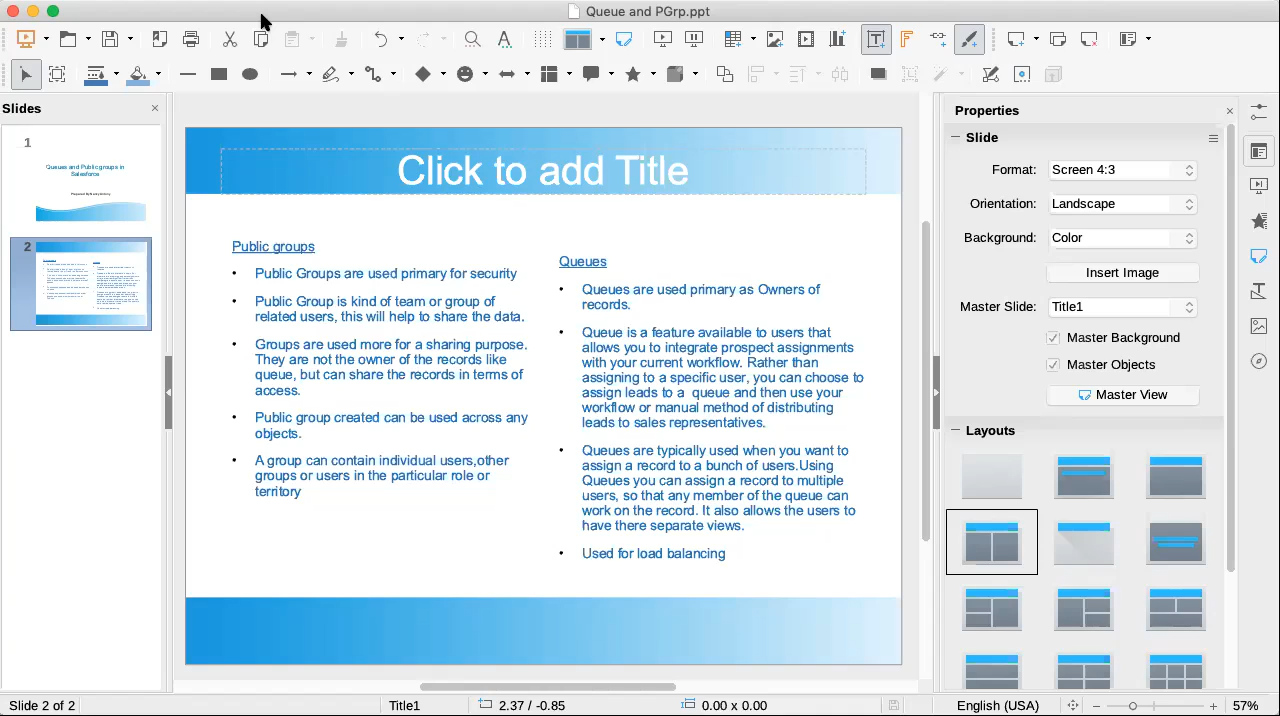 Queue and PGrp.ppt
Slides
1
Queues and Public groups in
Salesforce
2
Click to add Title
Public groups
• Public Groups are used primary for security
• Public Group is kind of team or group of
related users, this will help to share the data.
• Groups are used more for a sharing purpose.
They are not the owner of the records like
queue, but can share the records in terms of
access.
• Public group created can be used across any
objects.
• A group can contain individual users,other
groups or users in the particular role or
territory
Queues
• Queues are used primary as Owners of
records.
• Queue is a feature available to users that
allows you to integrate prospect assignments
with your current workflow. Rather than
assigning to a specific user, you can choose to
assign leads to a queue and then use your
workflow or manual method of distributing
leads to sales representatives.
• Queues are typically used when you want to
assign a record to a bunch of users.Using
Queues you can assign a record to multiple
users, so that any member of the queue can
work on the record. It also allows the users to
have there separate views.
• Used for load balancing
Properties
Slide
Format: Screen 4:3
Orientation: Landscape
Background: Color
Insert Image
Master Slide: Title1
Master Background
Master Objects
Master View
Layouts
Slide 2 of 2
Title1
2.37 / -0.85
0.00 x 0.00
English (USA)
57%